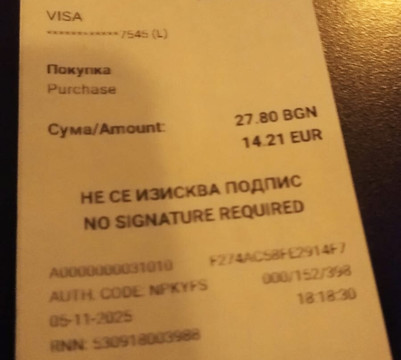 VISA
************7545 (L)
Покупка
Purchase
Сума/Amount: 27.80 BGN
14.21 EUR
НЕ СЕ ИЗИСКВА ПОДПИС
NO SIGNATURE REQUIRED
A0000000031010 F274AC58FE2914F7
AUTH. CODE: NPKYFS 000/152/398
05-11-2025 18:18:30
RNN: 530918003988